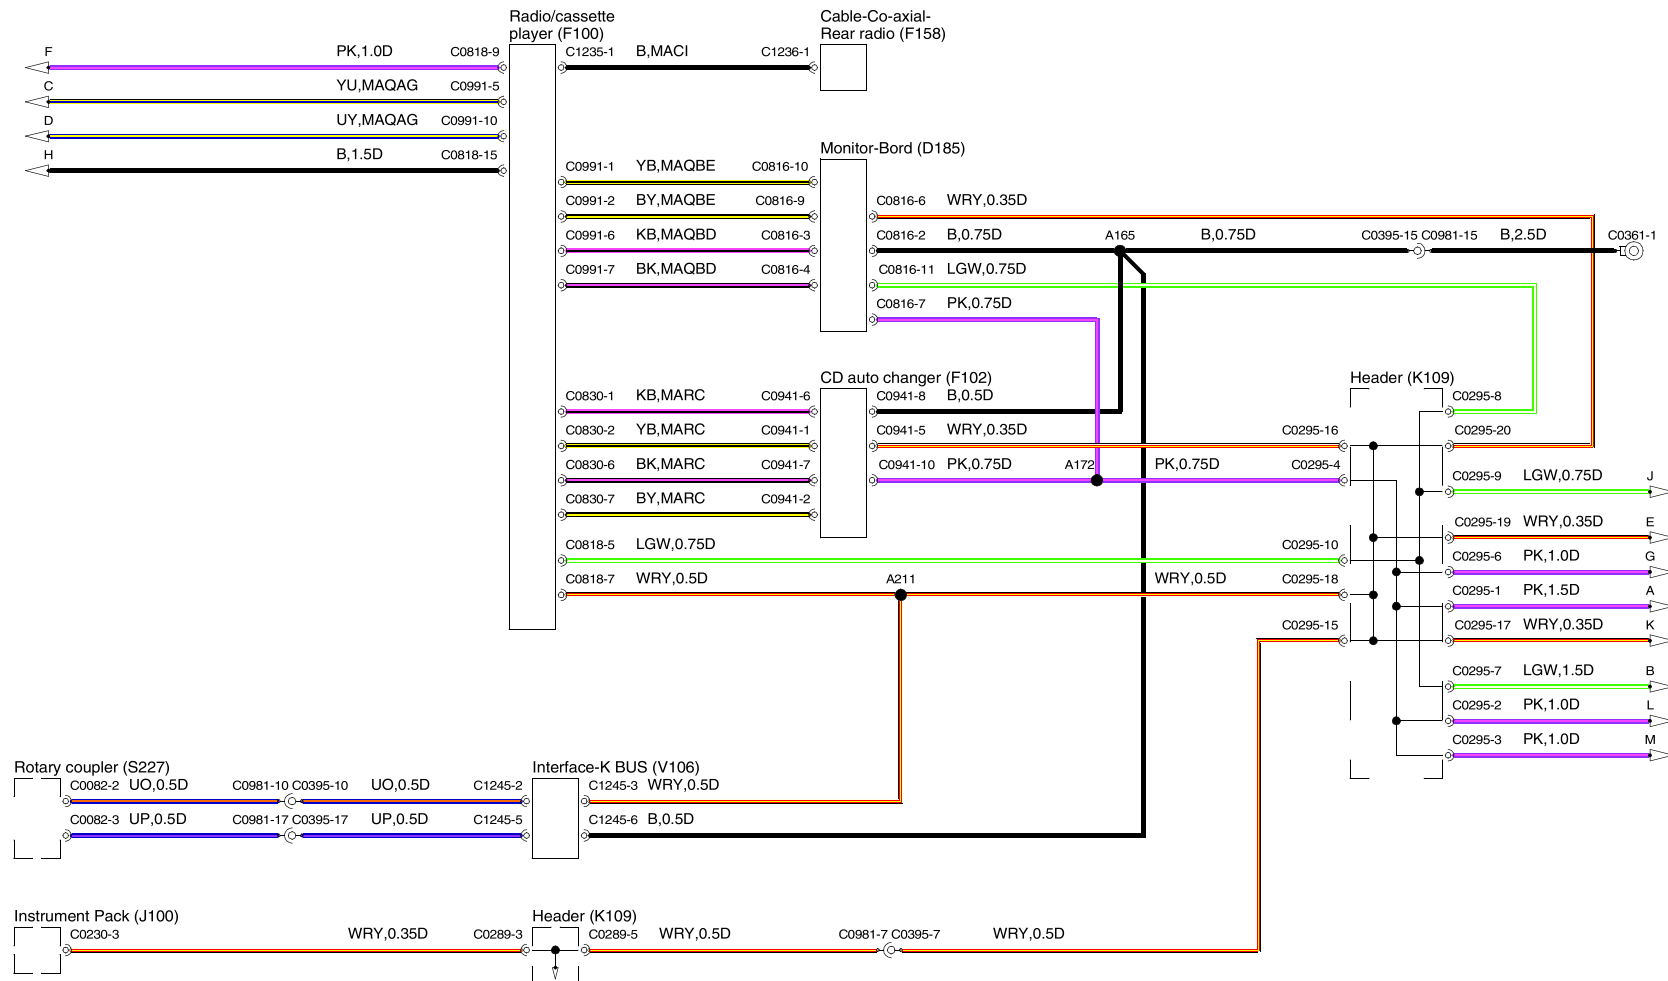 Radio/cassette
player (F100)
Cable-Co-axial-
Rear radio (F158)
F PK,1.0D C0818-9 C1235-1 B,MACI C1236-1
C YU,MAQAG C0991-5
D UY,MAQAG C0991-10
H B,1.5D C0818-15
Monitor-Bord (D185)
C0991-1 YB,MAQBE C0816-10
C0991-2 BY,MAQBE C0816-9 C0816-6 WRY,0.35D
C0991-6 KB,MAQBD C0816-3 C0816-2 B,0.75D A165 B,0.75D C0395-15 C0981-15 B,2.5D C0361-1
C0991-7 BK,MAQBD C0816-4 C0816-11 LGW,0.75D
C0816-7 PK,0.75D
CD auto changer (F102) Header (K109)
C0830-1 KB,MARC C0941-6 C0941-8 B,0.5D C0295-8
C0830-2 YB,MARC C0941-1 C0941-5 WRY,0.35D C0295-16 C0295-20
C0830-6 BK,MARC C0941-7 C0941-10 PK,0.75D A172 PK,0.75D C0295-4
C0295-9 LGW,0.75D J
C0830-7 BY,MARC C0941-2
C0295-19 WRY,0.35D E
C0818-5 LGW,0.75D C0295-10
C0295-6 PK,1.0D G
C0818-7 WRY,0.5D A211 WRY,0.5D C0295-18
C0295-1 PK,1.5D A
C0295-15 C0295-17 WRY,0.35D K
C0295-7 LGW,1.5D B
C0295-2 PK,1.0D L
C0295-3 PK,1.0D M
Rotary coupler (S227) Interface-K BUS (V106)
C0082-2 UO,0.5D C0981-10 C0395-10 UO,0.5D C1245-2 C1245-3 WRY,0.5D
C0082-3 UP,0.5D C0981-17 C0395-17 UP,0.5D C1245-5 C1245-6 B,0.5D
Instrument Pack (J100) Header (K109)
C0230-3 WRY,0.35D C0289-3 C0289-5 WRY,0.5D C0981-7 C0395-7 WRY,0.5D